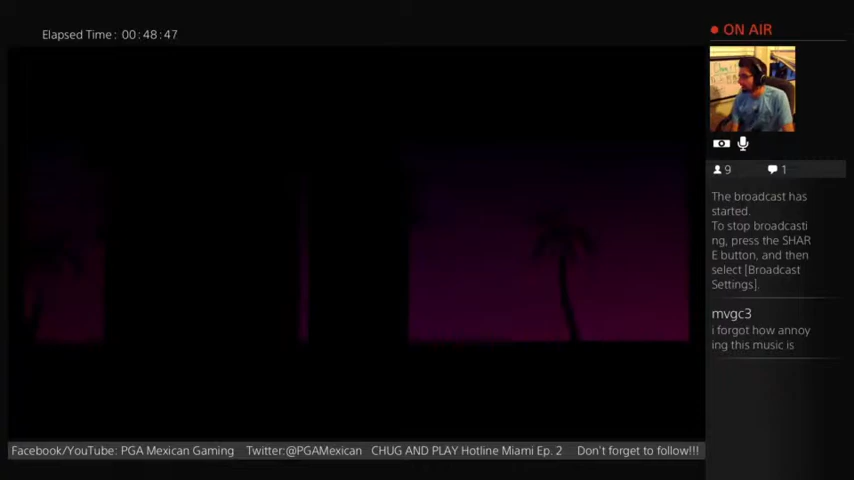 Elapsed Time : 00:48:47
ON AIR
9
1
The broadcast has
started.
To stop broadcasti
ng, press the SHAR
E button, and then
select [Broadcast
Settings].
mvgc3
i forgot how annoy
ing this music is
Facebook/YouTube: PGA Mexican Gaming Twitter:@PGAMexican CHUG AND PLAY Hotline Miami Ep. 2 Don't forget to follow!!!